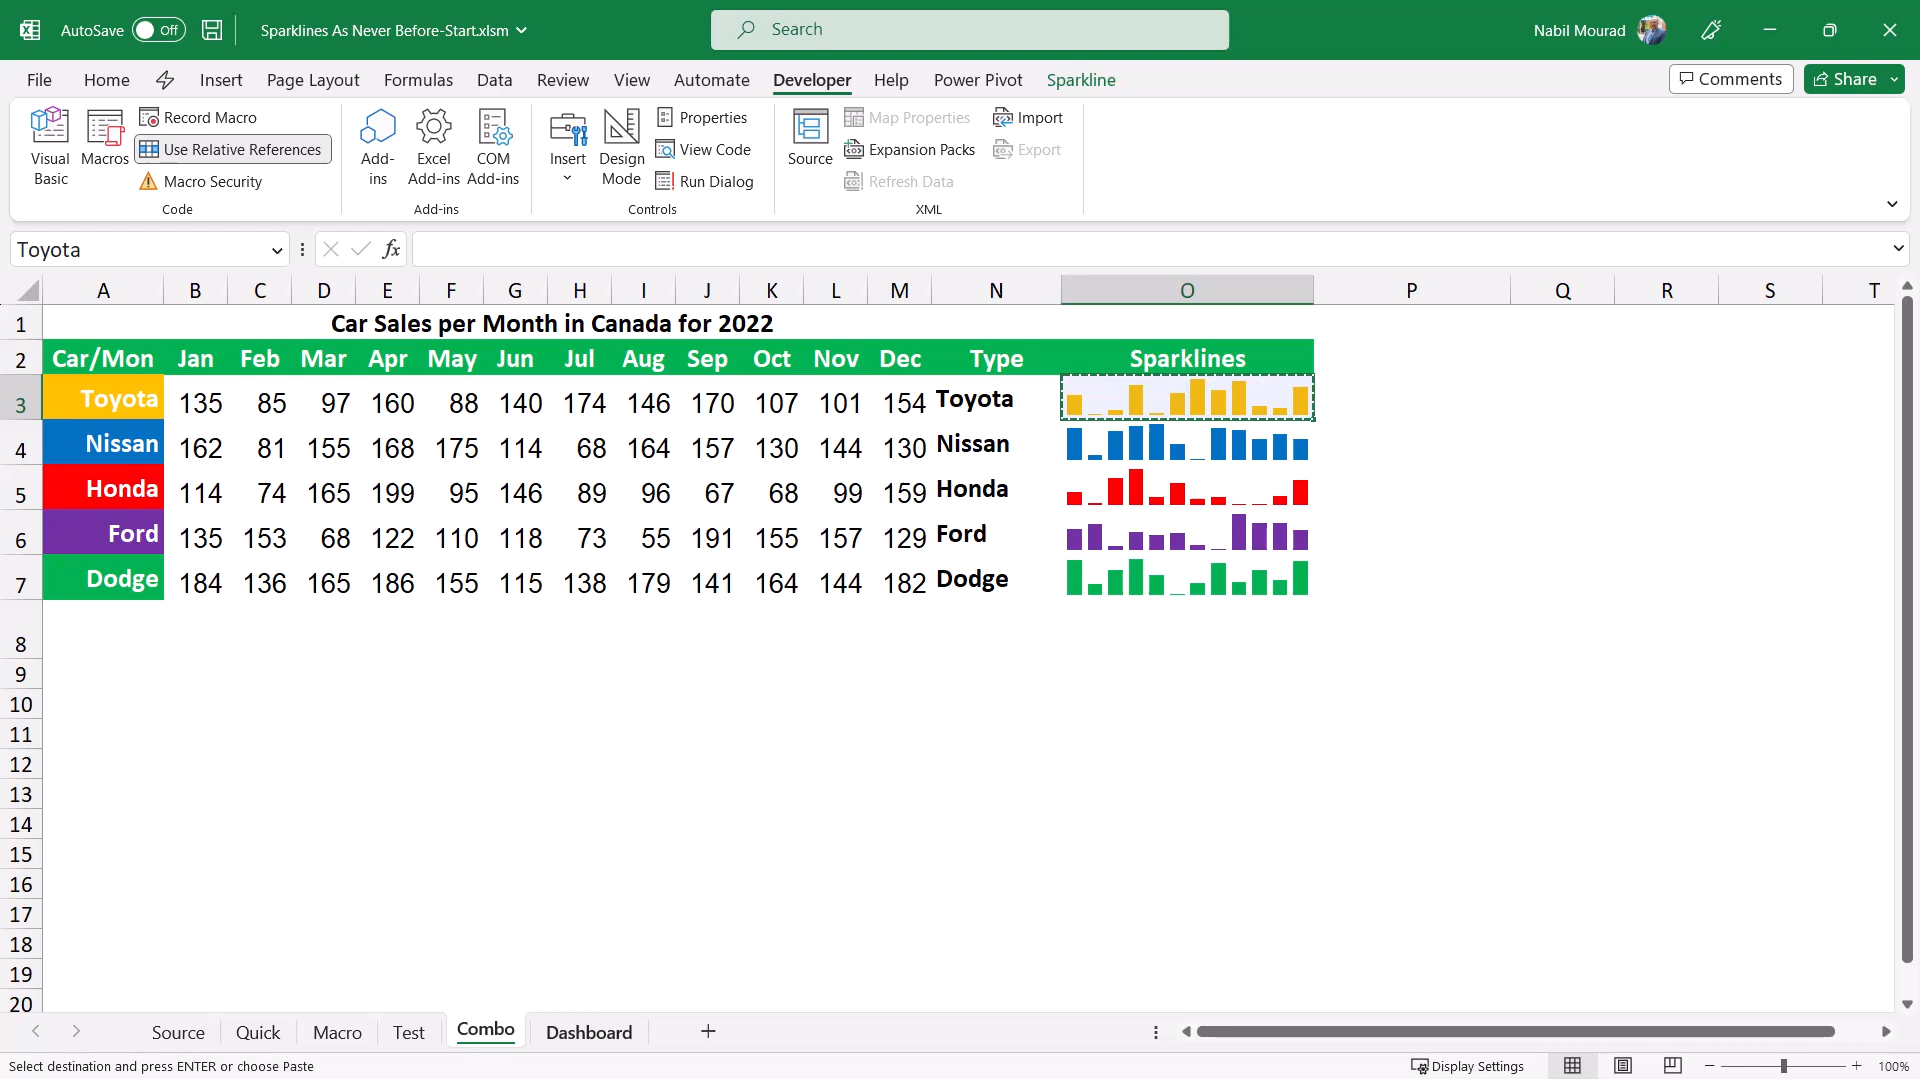 AutoSave Off Sparklines As Never Before-Start.xlsm Search Nabil Mourad
File Home Insert Page Layout Formulas Data Review View Automate Developer Help Power Pivot Sparkline Comments Share
Visual Basic
Macros
Record Macro
Use Relative References
Macro Security
Code
Add-ins
Excel Add-ins
COM Add-ins
Add-ins
Insert
Design Mode
Properties
View Code
Run Dialog
Controls
Source
Map Properties
Expansion Packs
Refresh Data
Import
Export
XML
Toyota fx
A B C D E F G H I J K L M N O P Q R S T
1 Car Sales per Month in Canada for 2022
2 Car/Mon Jan Feb Mar Apr May Jun Jul Aug Sep Oct Nov Dec Type Sparklines
3 Toyota 135 85 97 160 88 140 174 146 170 107 101 154 Toyota
4 Nissan 162 81 155 168 175 114 68 164 157 130 144 130 Nissan
5 Honda 114 74 165 199 95 146 89 96 67 68 99 159 Honda
6 Ford 135 153 68 122 110 118 73 55 191 155 157 129 Ford
7 Dodge 184 136 165 186 155 115 138 179 141 164 144 182 Dodge
8
9
10
11
12
13
14
15
16
17
18
19
20
Source Quick Macro Test Combo Dashboard
Select destination and press ENTER or choose Paste Display Settings 100%